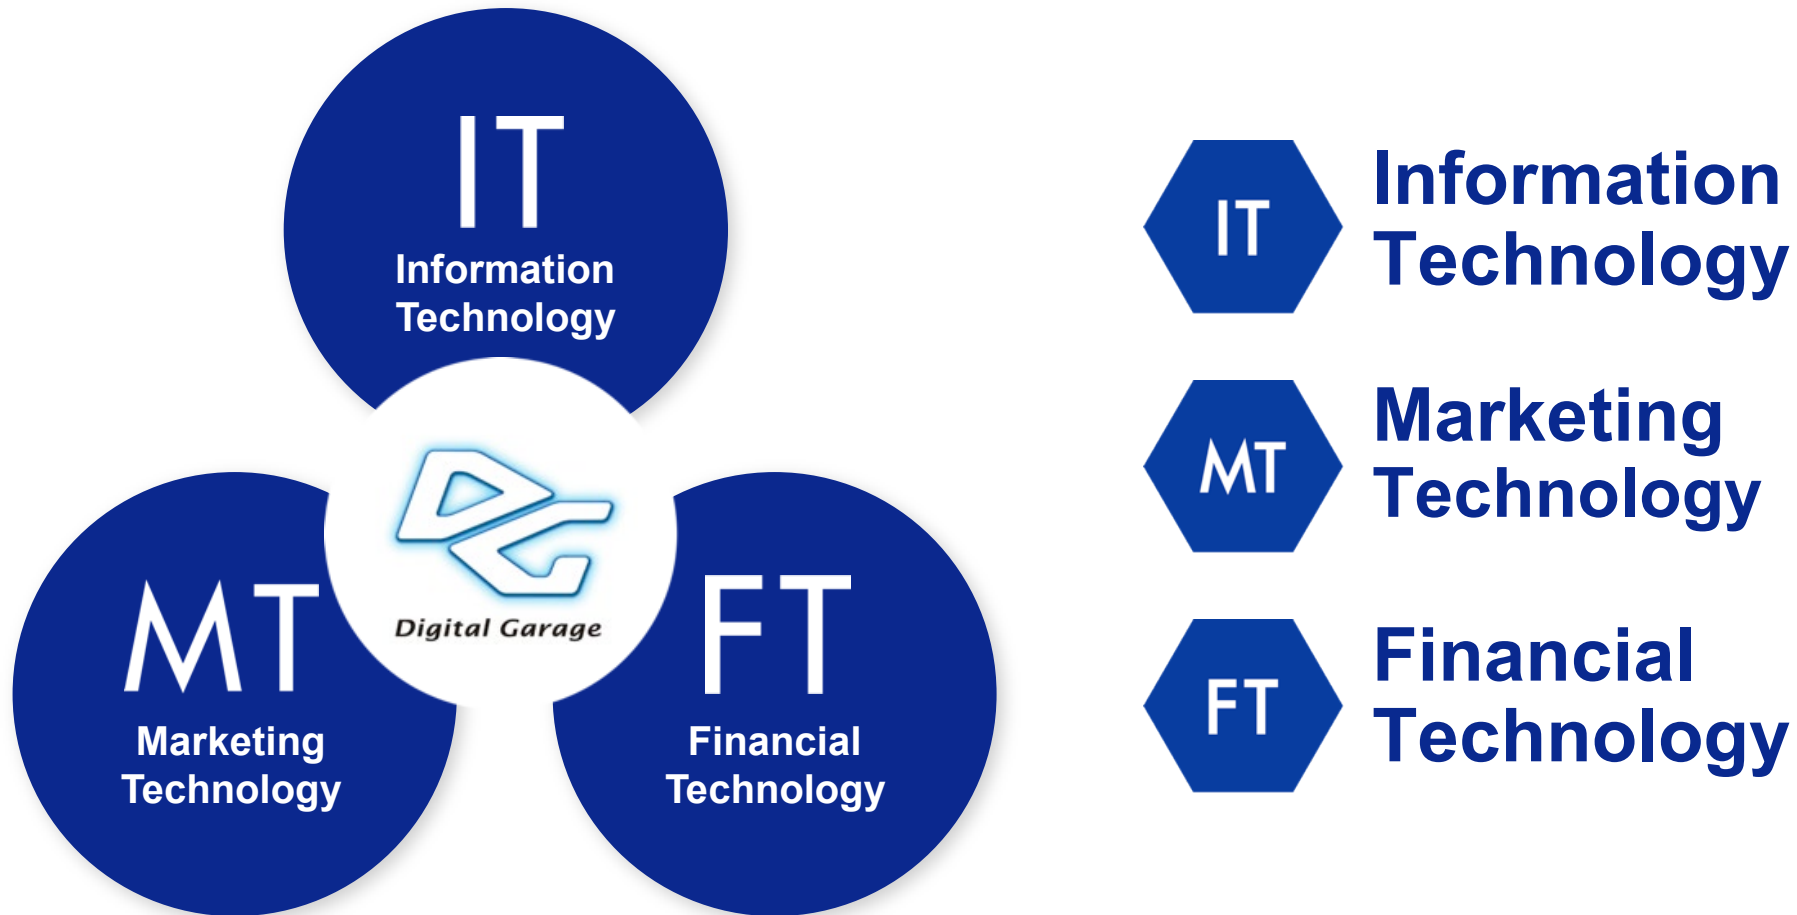 IT
Information
Technology
DG
Digital Garage
MT
Marketing
Technology
FT
Financial
Technology
IT
Information
Technology
MT
Marketing
Technology
FT
Financial
Technology